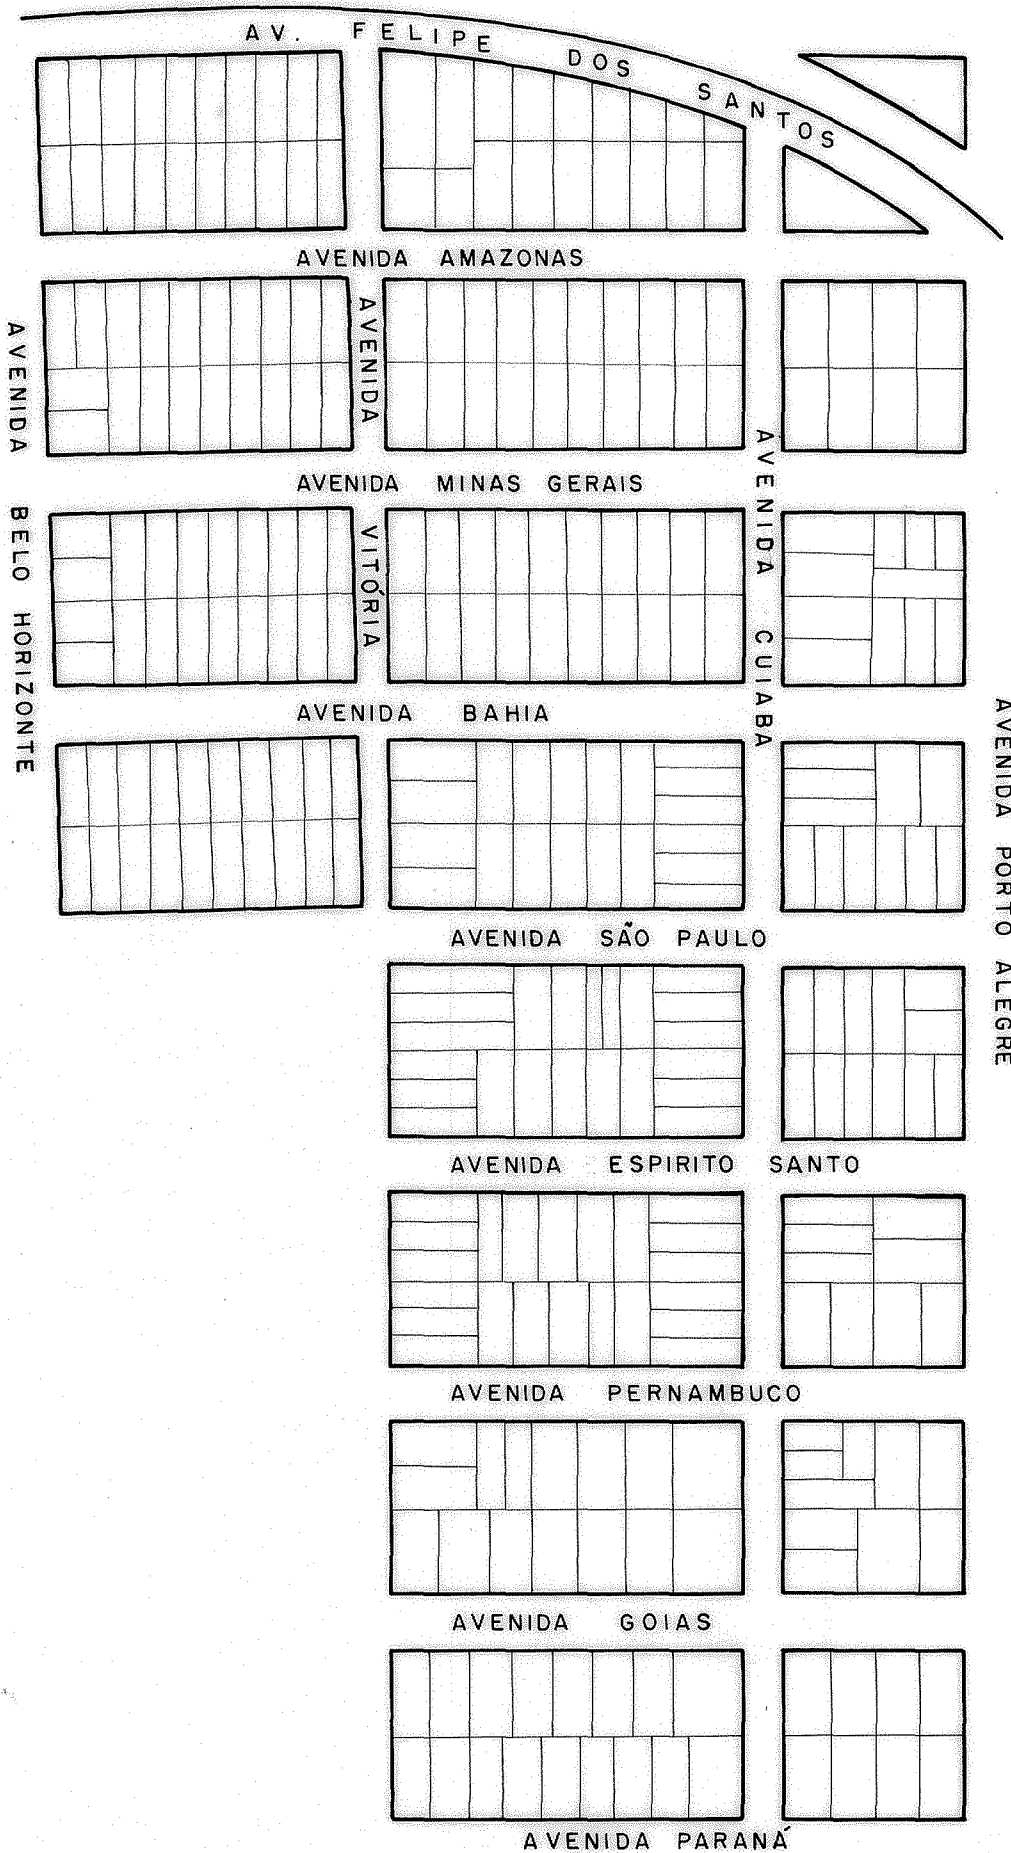 AV. FELIPE DOS SANTOS
AVENIDA AMAZONAS
AVENIDA BELO HORIZONTE
AVENIDA VITÓRIA
AVENIDA MINAS GERAIS
AVENIDA CUIABA
AVENIDA BAHIA
AVENIDA PORTO ALEGRE
AVENIDA SÃO PAULO
AVENIDA ESPIRITO SANTO
AVENIDA PERNAMBUCO
AVENIDA GOIAS
AVENIDA PARANÁ